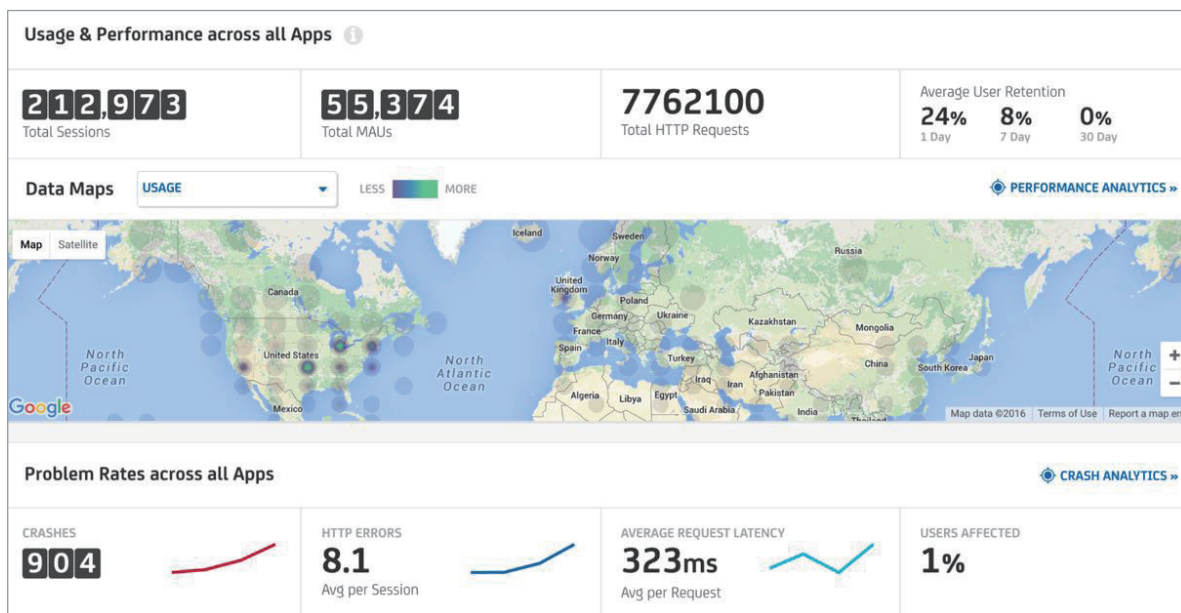 Usage & Performance across all Apps
212,973
Total Sessions
55,374
Total MAUs
7762100
Total HTTP Requests
Average User Retention
24% 8% 0%
1 Day 7 Day 30 Day
Data Maps
USAGE
LESS MORE
PERFORMANCE ANALYTICS »
Map Satellite
Iceland
Sweden
Norway
Russia
United
Kingdom
Canada
Poland
Germany
Ukraine
Kazakhstan
Mongolia
France
Italy
Spain
Turkey
United States
North
Pacific
Ocean
North
Atlantic
Ocean
China
Japan
South Korea
North
Pacific
Ocean
Afghanistan
Iraq
Iran
Pakistan
Algeria
Libya
Egypt
Saudi Arabia
India
Thailand
Mexico
Google
Map data ©2016 Terms of Use Report a map err
Problem Rates across all Apps
CRASH ANALYTICS »
CRASHES
904
HTTP ERRORS
8.1
Avg per Session
AVERAGE REQUEST LATENCY
323ms
Avg per Request
USERS AFFECTED
1%